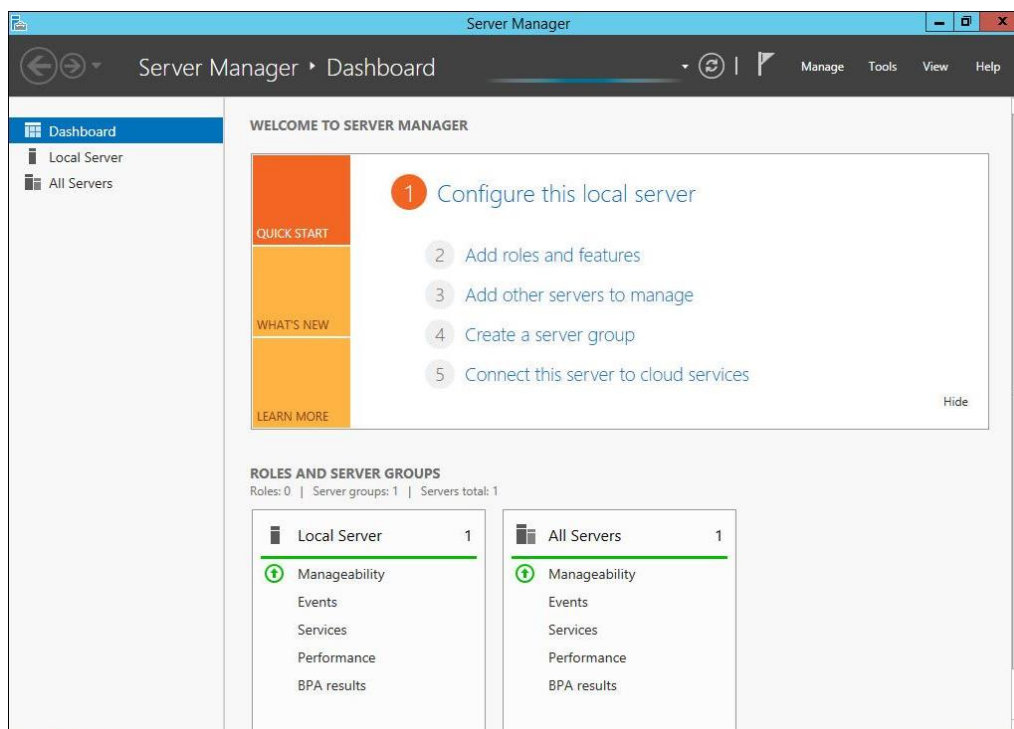 Server Manager
Server Manager ‣ Dashboard
Manage Tools View Help
Dashboard
Local Server
All Servers
WELCOME TO SERVER MANAGER
QUICK START
WHAT'S NEW
LEARN MORE
1 Configure this local server
2 Add roles and features
3 Add other servers to manage
4 Create a server group
5 Connect this server to cloud services
Hide
ROLES AND SERVER GROUPS
Roles: 0 | Server groups: 1 | Servers total: 1
Local Server 1
Manageability
Events
Services
Performance
BPA results
All Servers 1
Manageability
Events
Services
Performance
BPA results